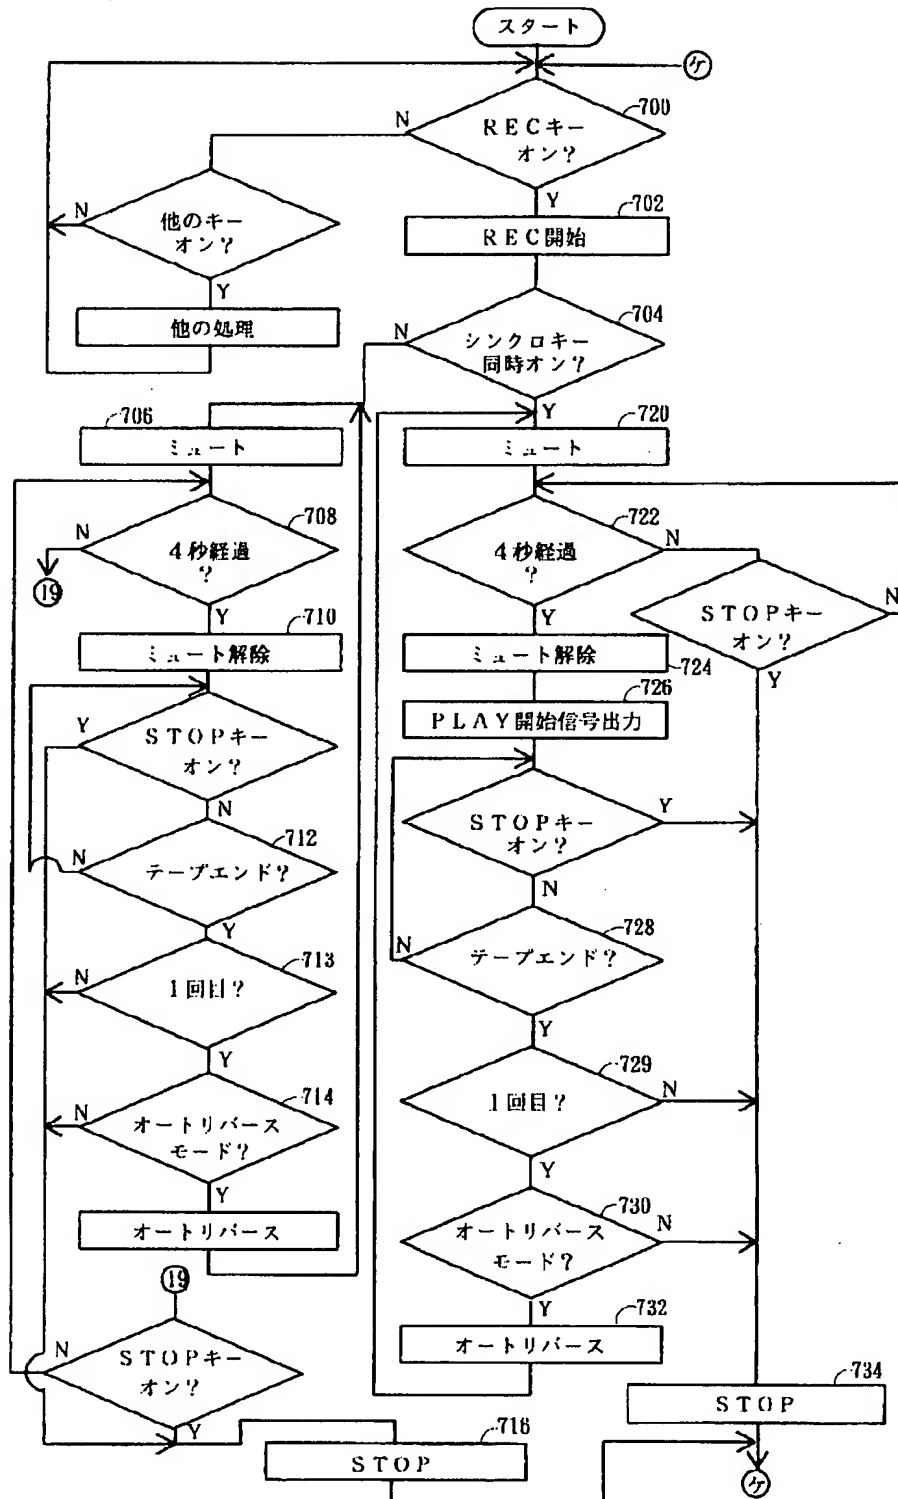 スタート
ケ
700
N
RECキー
オン?
Y
702
REC開始
N
他のキー
オン?
Y
他の処理
704
N
シンクロキー
同時オン?
Y
706
ミュート
720
ミュート
708
N
4秒経過
?
Y
19
722
N
4秒経過
?
Y
STOPキー
オン?
N
Y
710
ミュート解除
ミュート解除
724
726
PLAY開始信号出力
Y
STOPキー
オン?
N
STOPキー
オン?
Y
N
712
N
テープエンド?
Y
728
N
テープエンド?
Y
713
N
1回目?
Y
729
1回目?
N
Y
714
N
オートリバース
モード?
Y
730
オートリバース
モード?
N
Y
オートリバース
732
オートリバース
19
N
STOPキー
オン?
Y
734
STOP
716
STOP
ケ